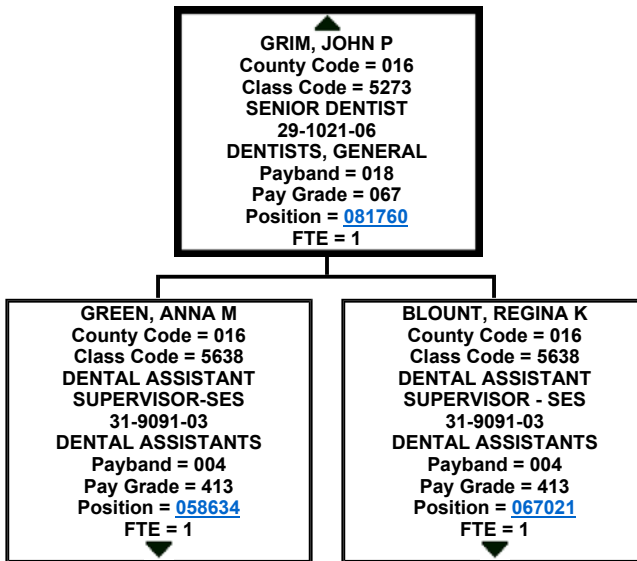 GRIM, JOHN P
County Code = 016
Class Code = 5273
SENIOR DENTIST
29-1021-06
DENTISTS, GENERAL
Payband = 018
Pay Grade = 067
Position = 081760
FTE = 1
GREEN, ANNA M
County Code = 016
Class Code = 5638
DENTAL ASSISTANT
SUPERVISOR-SES
31-9091-03
DENTAL ASSISTANTS
Payband = 004
Pay Grade = 413
Position = 058634
FTE = 1
BLOUNT, REGINA K
County Code = 016
Class Code = 5638
DENTAL ASSISTANT
SUPERVISOR - SES
31-9091-03
DENTAL ASSISTANTS
Payband = 004
Pay Grade = 413
Position = 067021
FTE = 1